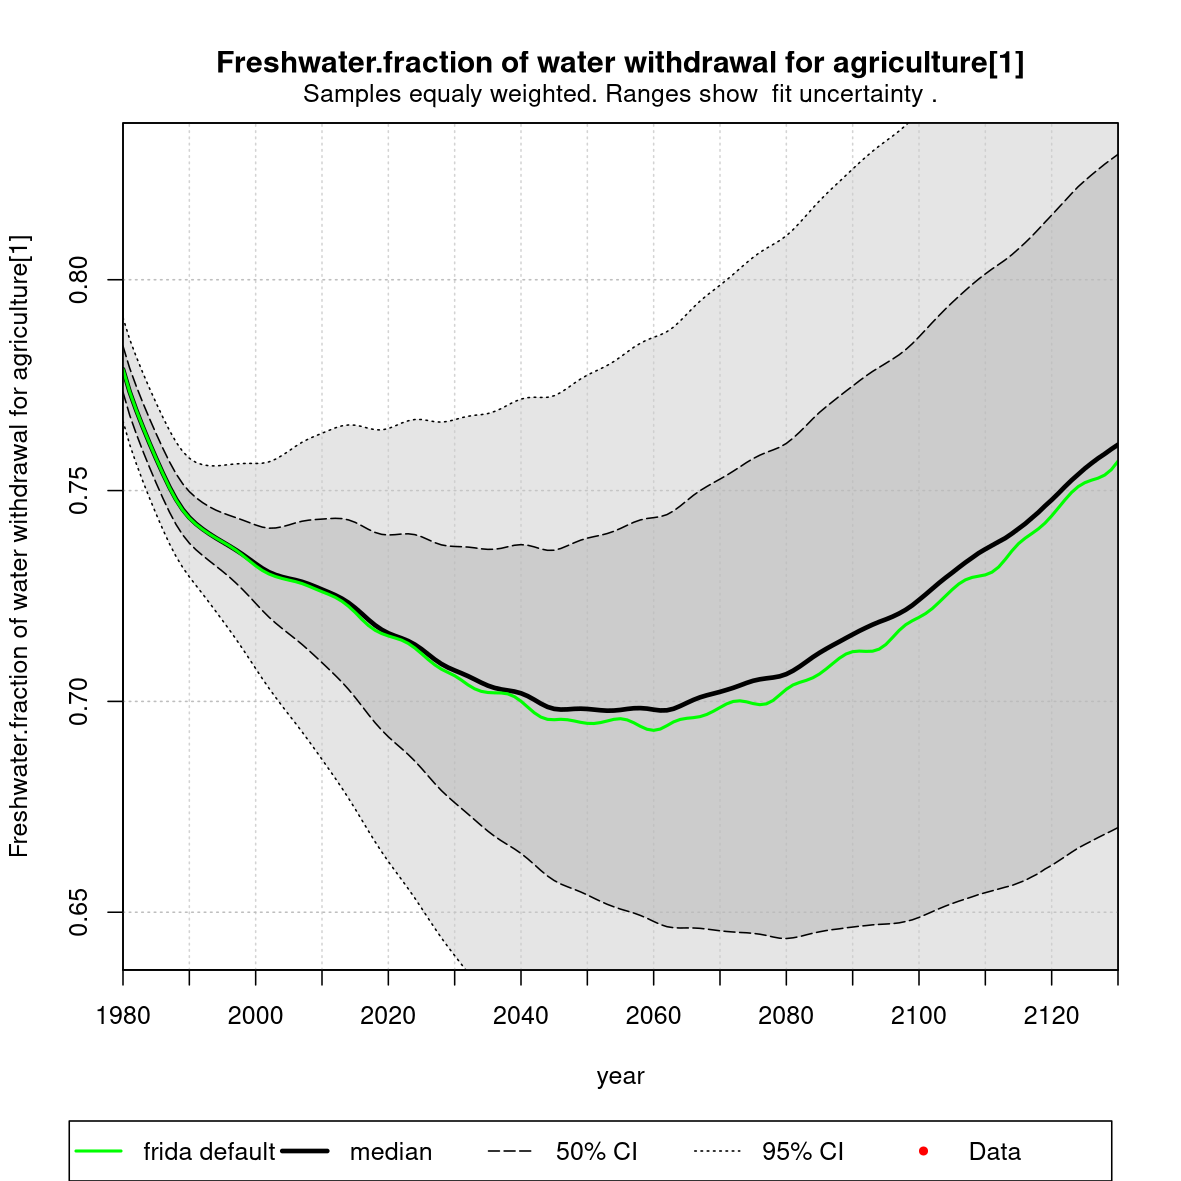 Freshwater.fraction of water withdrawal for agriculture[1]
Samples equaly weighted. Ranges show  fit uncertainty .
Freshwater.fraction of water withdrawal for agriculture[1]
0.80
0.75
0.70
0.65
1980 2000 2020 2040 2060 2080 2100 2120
year
frida default median 50% CI 95% CI Data